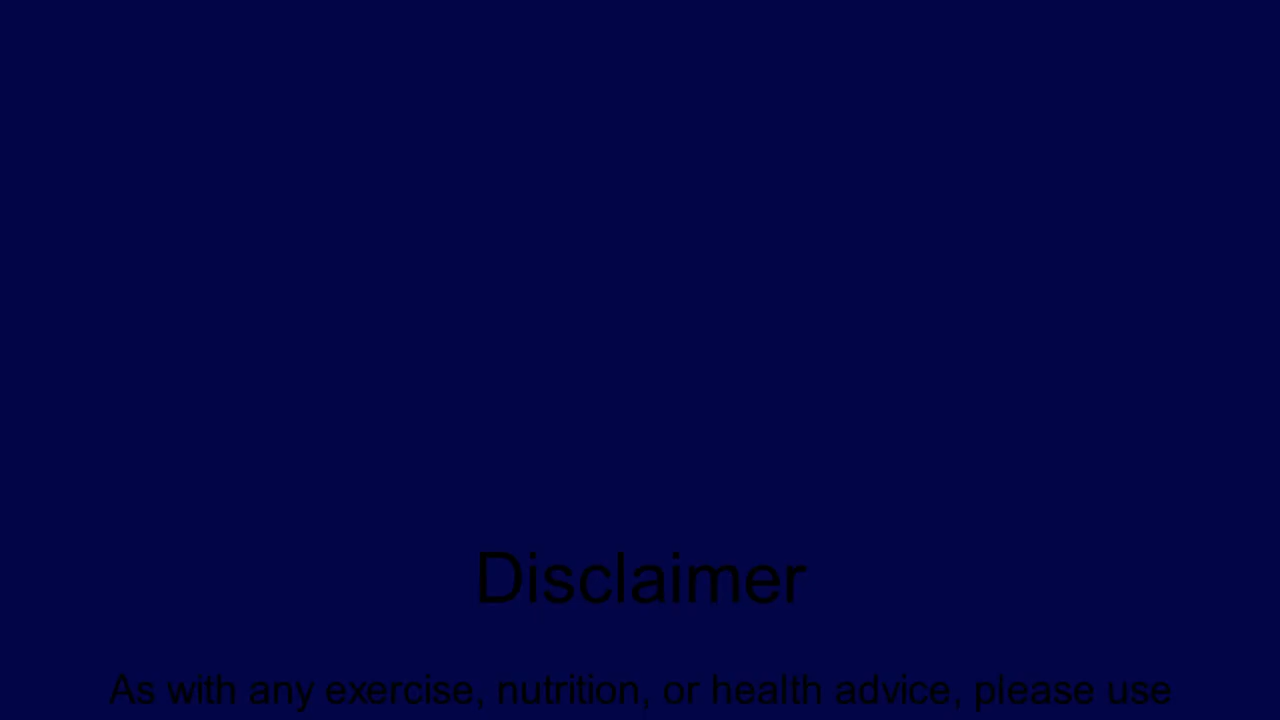 Disclaimer
As with any exercise, nutrition, or health advice, please use